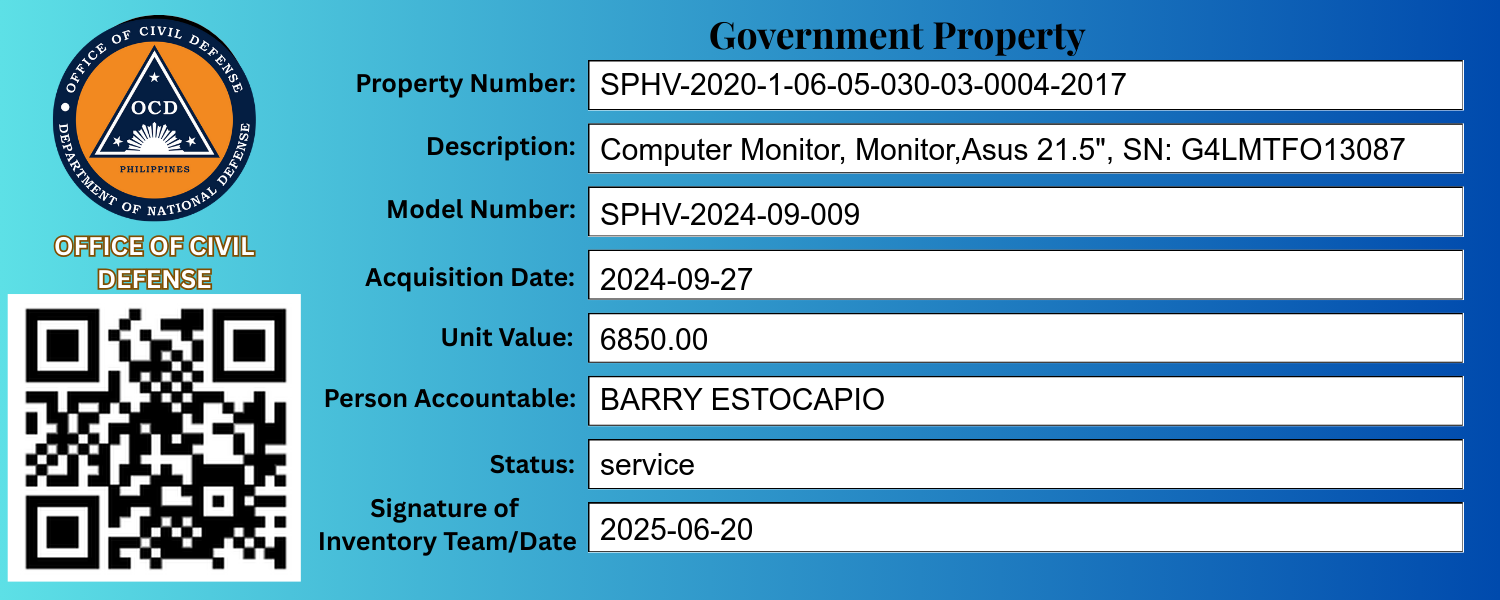 OFFICE OF CIVIL DEFENSE
OCD
PHILIPPINES
DEPARTMENT OF NATIONAL DEFENSE
OFFICE OF CIVIL
DEFENSE
Government Property
Property Number: SPHV-2020-1-06-05-030-03-0004-2017
Description: Computer Monitor, Monitor,Asus 21.5", SN: G4LMTFO13087
Model Number: SPHV-2024-09-009
Acquisition Date: 2024-09-27
Unit Value: 6850.00
Person Accountable: BARRY ESTOCAPIO
Status: service
Signature of
Inventory Team/Date 2025-06-20